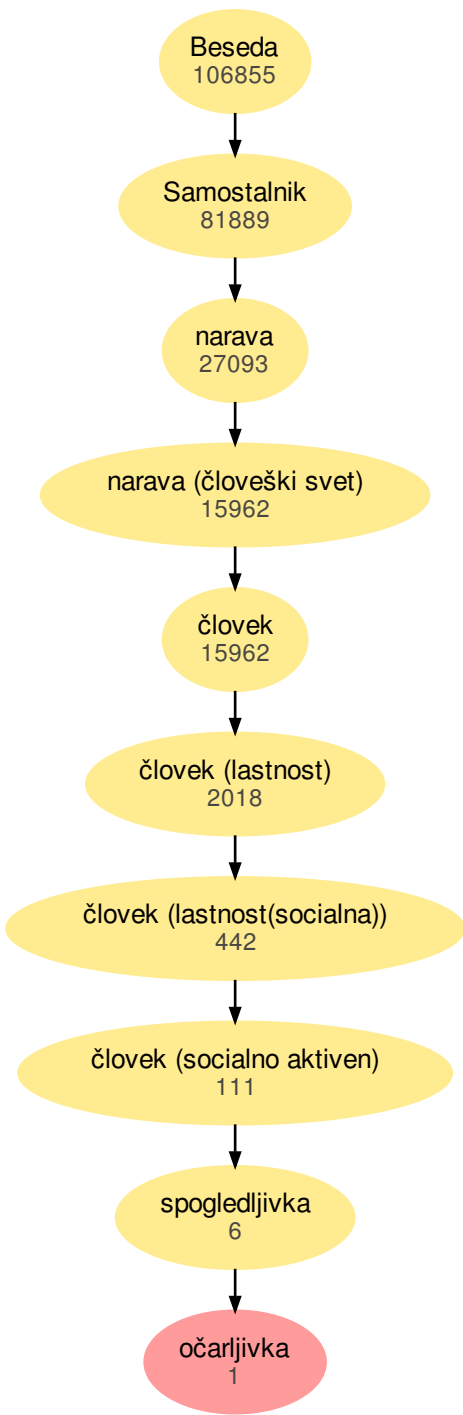 Beseda
106855
Samostalnik
81889
narava
27093
narava (človeški svet)
15962
človek
15962
človek (lastnost)
2018
človek (lastnost(socialna))
442
človek (socialno aktiven)
111
spogledljivka
6
očarljivka
1